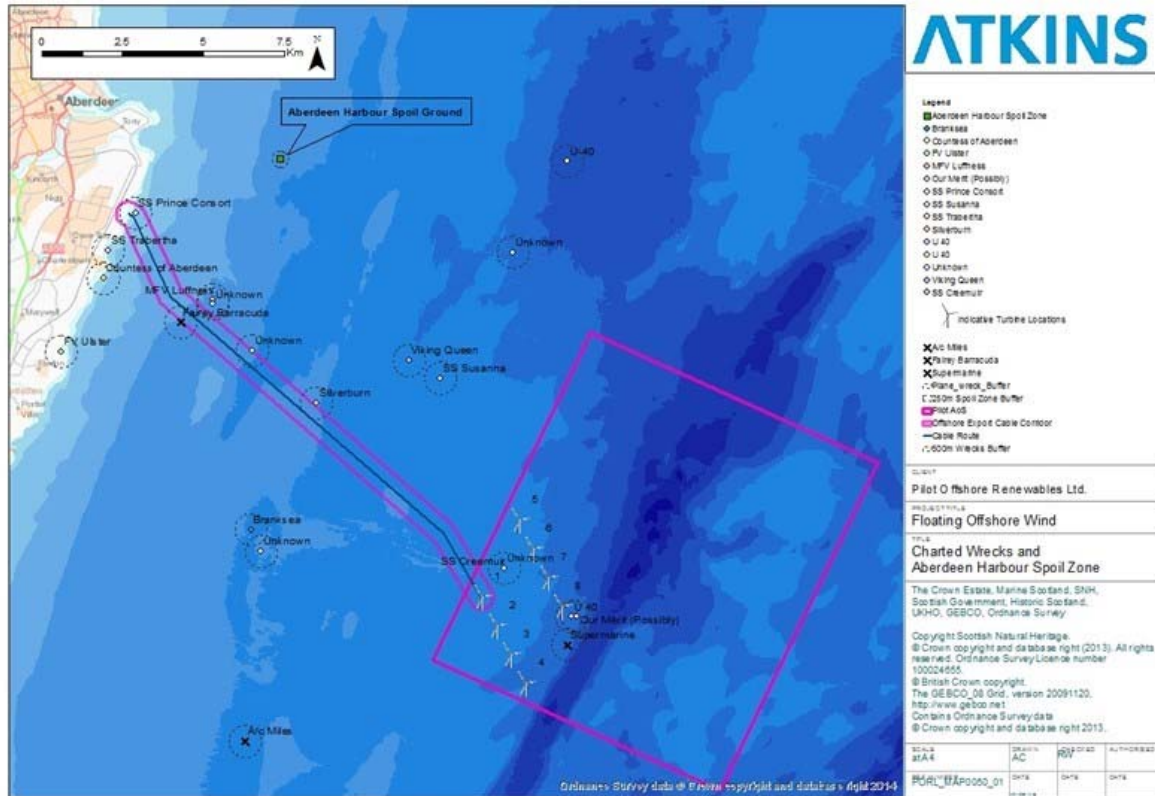 0 2.5 5 7.5
Km
N
Aberdeen
Torry
Nigg
Aberdeen Harbour Spoil Ground
U-40
SS Prince Consort
SS Trabertha
Unknown
Countess of Aberdeen
MFV Luffness
Unknown
Fairey Barracuda
FV Ulster
Unknown
Viking Queen
SS Susanna
Silverburn
5
6
Branksea
Unknown
SS Creemuir
Unknown
7
1
8
2
U 40
Our Merit (Possibly)
3
Supermarine
4
A/c Miles
Ordnance Survey data © Crown copyright and database right 2014
ATKINS
Legend
Aberdeen Harbour Spoil Zone
Branksea
Countess of Aberdeen
FV Ulster
MFV Luffness
Our Merit (Possibly)
SS Prince Consort
SS Susanna
SS Trabertha
Silverburn
U 40
U 40
Unknown
Viking Queen
SS Creemuir
Indicative Turbine Locations
A/c Miles
Fairey Barracuda
Supermarine
Plane_wreck_Buffer
250m Spoil Zone Buffer
Pilot AoS
Offshore Export Cable Corridor
Cable Route
500m Wrecks Buffer
CLIENT
Pilot Offshore Renewables Ltd.
PROJECT TITLE
Floating Offshore Wind
TITLE
Charted Wrecks and
Aberdeen Harbour Spoil Zone
The Crown Estate, Marine Scotland, SNH,
Scottish Government, Historic Scotland,
UKHO, GEBCO, Ordnance Survey
Copyright Scottish Natural Heritage.
© Crown copyright and database right (2013). All rights
reserved. Ordnance Survey Licence number
100024655.
© British Crown copyright.
The GEBCO_08 Grid, version 20091120,
http://www.gebco.net
Contains Ordnance Survey data
© Crown copyright and database right 2013.
SCALE DRAWN CHECKED AUTHORISED
at A4 AC RW
PORL_MAP0050_01 DATE DATE DATE